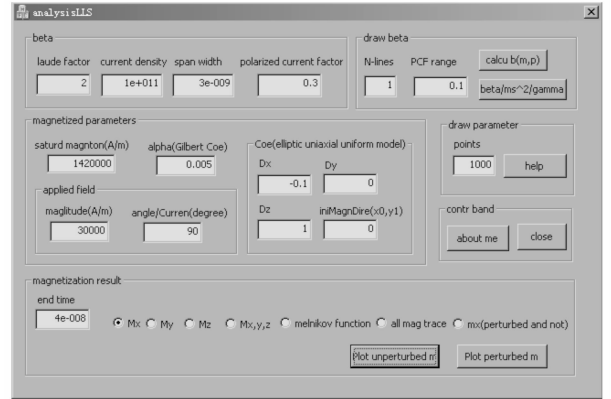 analysisLLS
beta
laude factor current density span width polarized current factor
2 1e+011 3e-009 0.3
draw beta
N-lines PCF range calcu b(m,p)
1 0.1 beta/ms^2/gamma
magnetized parameters
saturd magnton(A/m) alpha(Gilbert Coe)
1420000 0.005
applied field
maglitude(A/m) angle/Curren(degree)
30000 90
Coe(elliptic uniaxial uniform model)
Dx Dy
-0.1 0
Dz iniMagnDire(x0,y1)
1 0
draw parameter
points
1000 help
contr band
about me close
magnetization result
end time
4e-008 Mx My Mz Mx,y,z melnikov function all mag trace mx(perturbed and not)
Plot unperturbed m Plot perturbed m